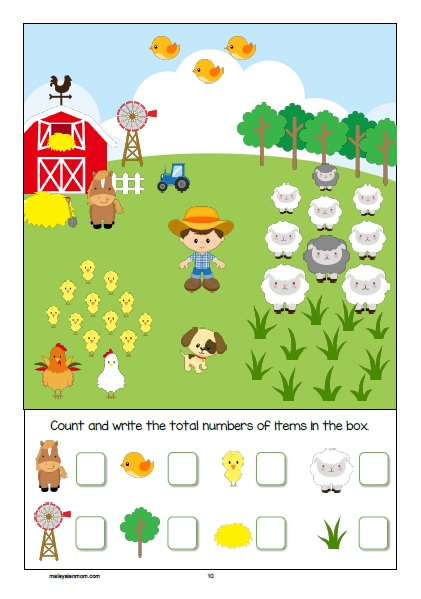 Count and write the total numbers of items in the box.
malaysianmom.com
10